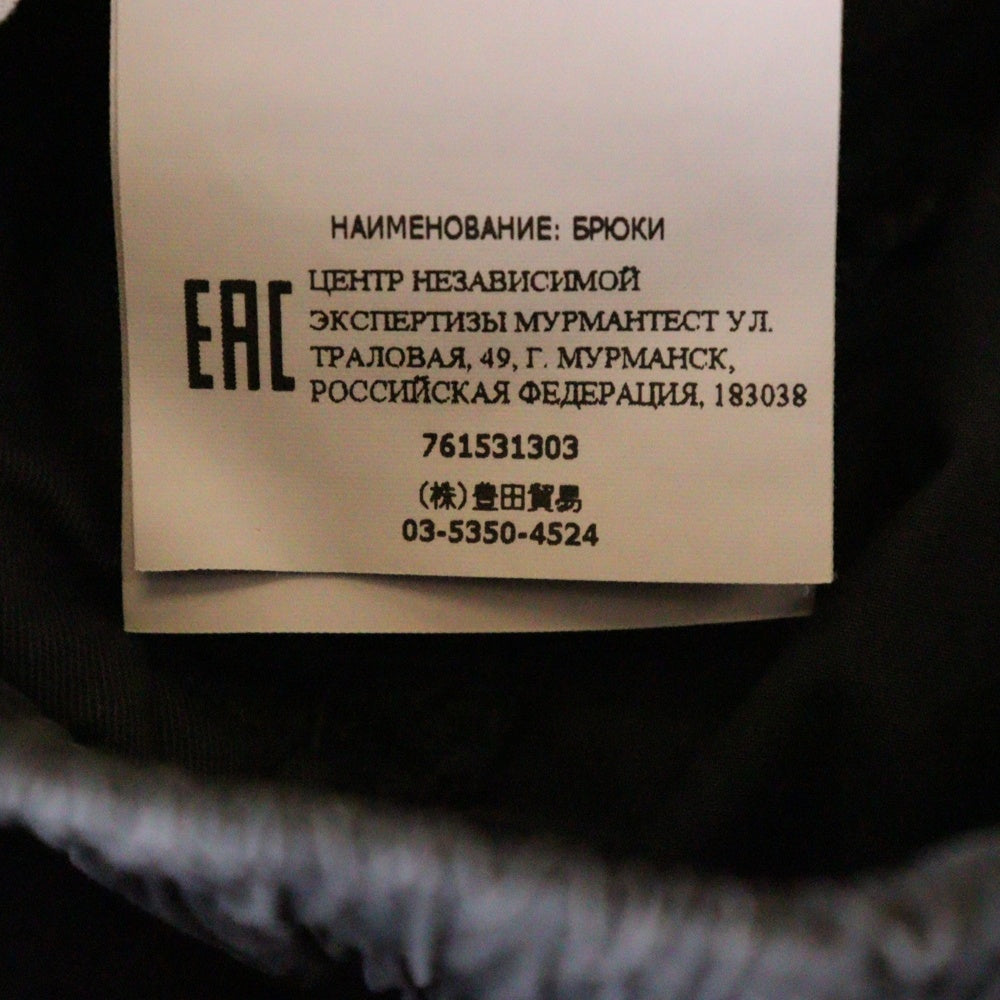 НАИМЕНОВАНИЕ: БРЮКИ
EAC
ЦЕНТР НЕЗАВИСИМОЙ
ЭКСПЕРТИЗЫ МУРМАНТЕСТ УЛ.
ТРАЛОВАЯ, 49, Г. МУРМАНСК,
РОССИЙСКАЯ ФЕДЕРАЦИЯ, 183038
761531303
(株)豊田貿易
03-5350-4524